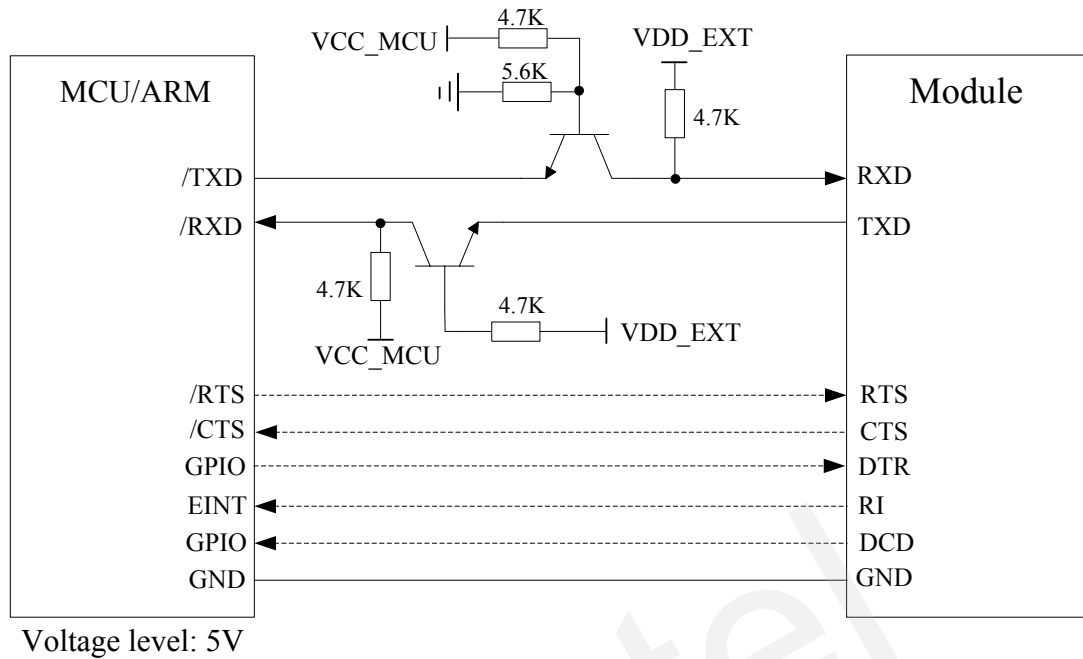 4.7K
VCC_MCU
VDD_EXT
MCU/ARM
5.6K
Module
4.7K
/TXD
RXD
/RXD
TXD
4.7K
4.7K
VDD_EXT
VCC_MCU
/RTS
RTS
/CTS
CTS
GPIO
DTR
EINT
RI
GPIO
DCD
GND
GND
Voltage level: 5V